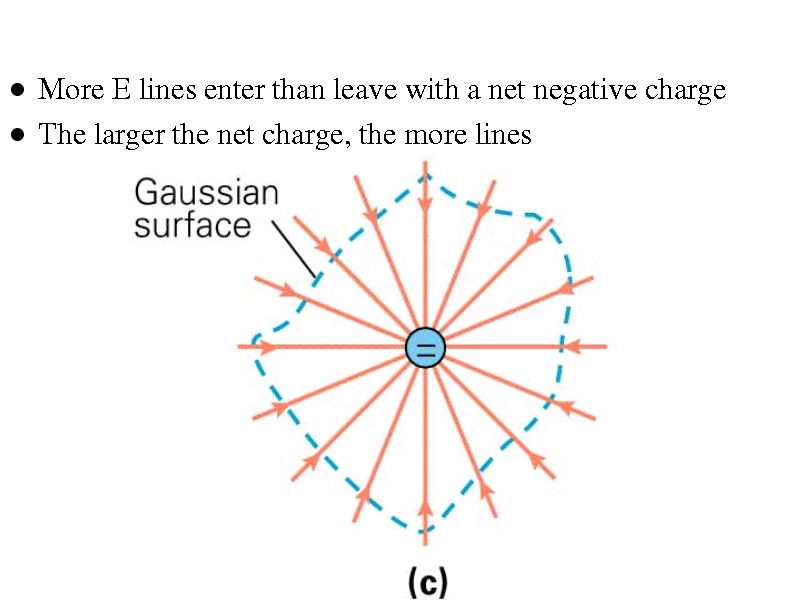 • More E lines enter than leave with a net negative charge
• The larger the net charge, the more lines
Gaussian
surface
(c)